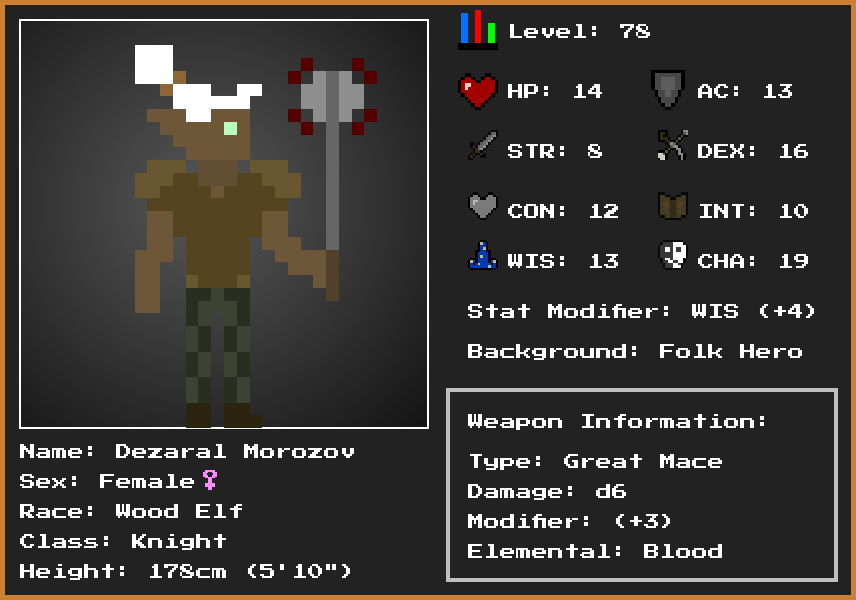 Level: 78
HP: 14
AC: 13
STR: 8
DEX: 16
CON: 12
INT: 10
WIS: 13
CHA: 19
Stat Modifier: WIS (+4)
Background: Folk Hero
Weapon Information:
Type: Great Mace
Damage: d6
Modifier: (+3)
Elemental: Blood
Name: Dezaral Morozov
Sex: Female♀
Race: Wood Elf
Class: Knight
Height: 178cm (5'10")